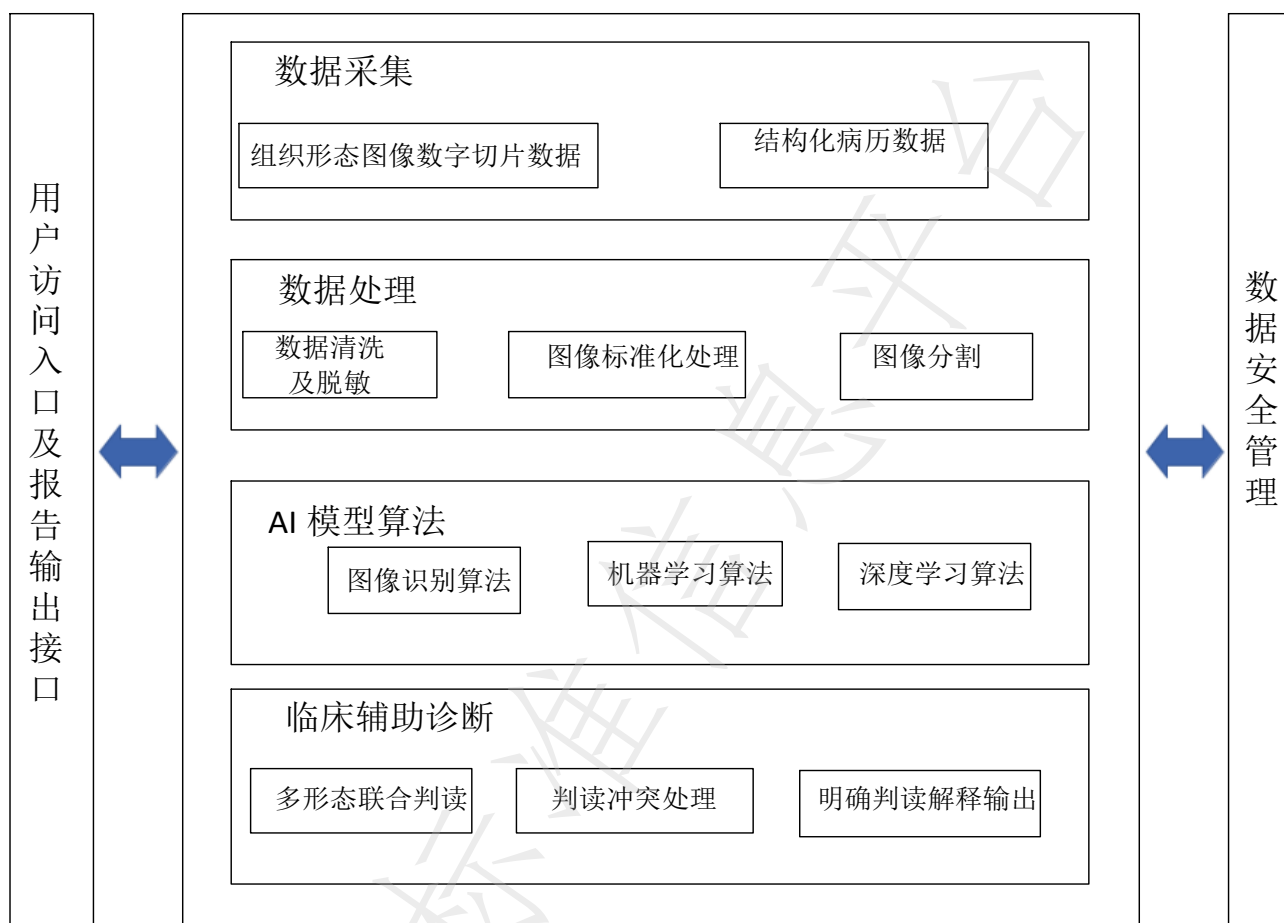 用户访问入口及报告输出接口
数据采集
组织形态图像数字切片数据
结构化病历数据
数据处理
数据清洗
及脱敏
图像标准化处理
图像分割
AI 模型算法
图像识别算法
机器学习算法
深度学习算法
临床辅助诊断
多形态联合判读
判读冲突处理
明确判读解释输出
数据安全管理
标准信息平台